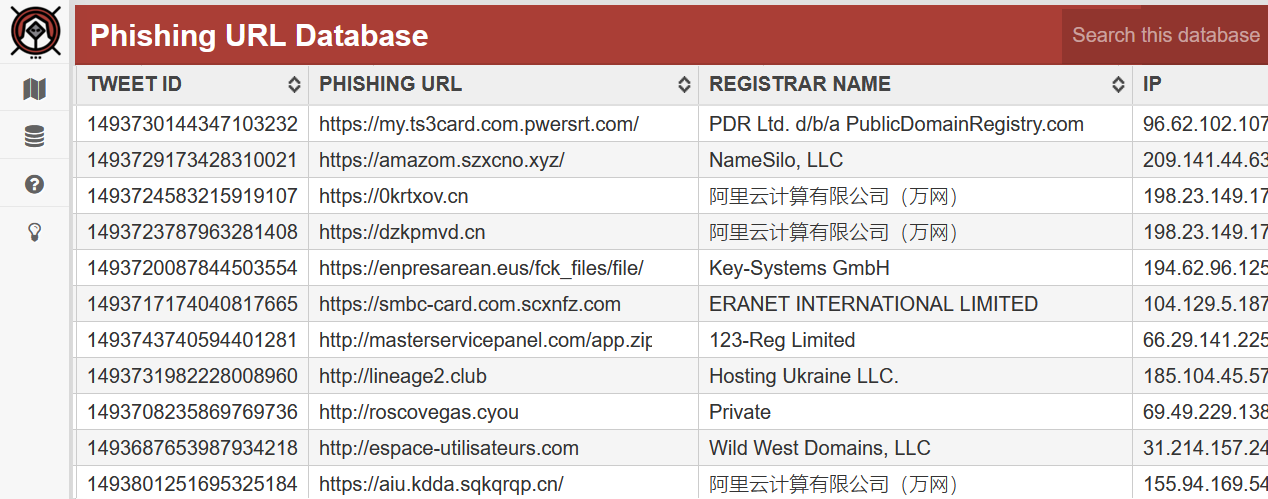 Phishing URL Database Search this database
TWEET ID PHISHING URL REGISTRAR NAME IP
1493730144347103232 https://my.ts3card.com.pwersrt.com/ PDR Ltd. d/b/a PublicDomainRegistry.com 96.62.102.107
1493729173428310021 https://amazom.szxcno.xyz/ NameSilo, LLC 209.141.44.63
1493724583215919107 https://0krtxov.cn 阿里云计算有限公司（万网） 198.23.149.17
1493723787963281408 https://dzkpmvd.cn 阿里云计算有限公司（万网） 198.23.149.17
1493720087844503554 https://enpresarean.eus/fck_files/file/ Key-Systems GmbH 194.62.96.125
1493717174040817665 https://smbc-card.com.scxnfz.com ERANET INTERNATIONAL LIMITED 104.129.5.187
1493743740594401281 http://masterservicepanel.com/app.zip 123-Reg Limited 66.29.141.225
1493731982228008960 http://lineage2.club Hosting Ukraine LLC. 185.104.45.57
1493708235869769736 http://roscovegas.cyou Private 69.49.229.138
1493687653987934218 http://espace-utilisateurs.com Wild West Domains, LLC 31.214.157.24
1493801251695325184 https://aiu.kdda.sqkqrqp.cn/ 阿里云计算有限公司（万网） 155.94.169.54